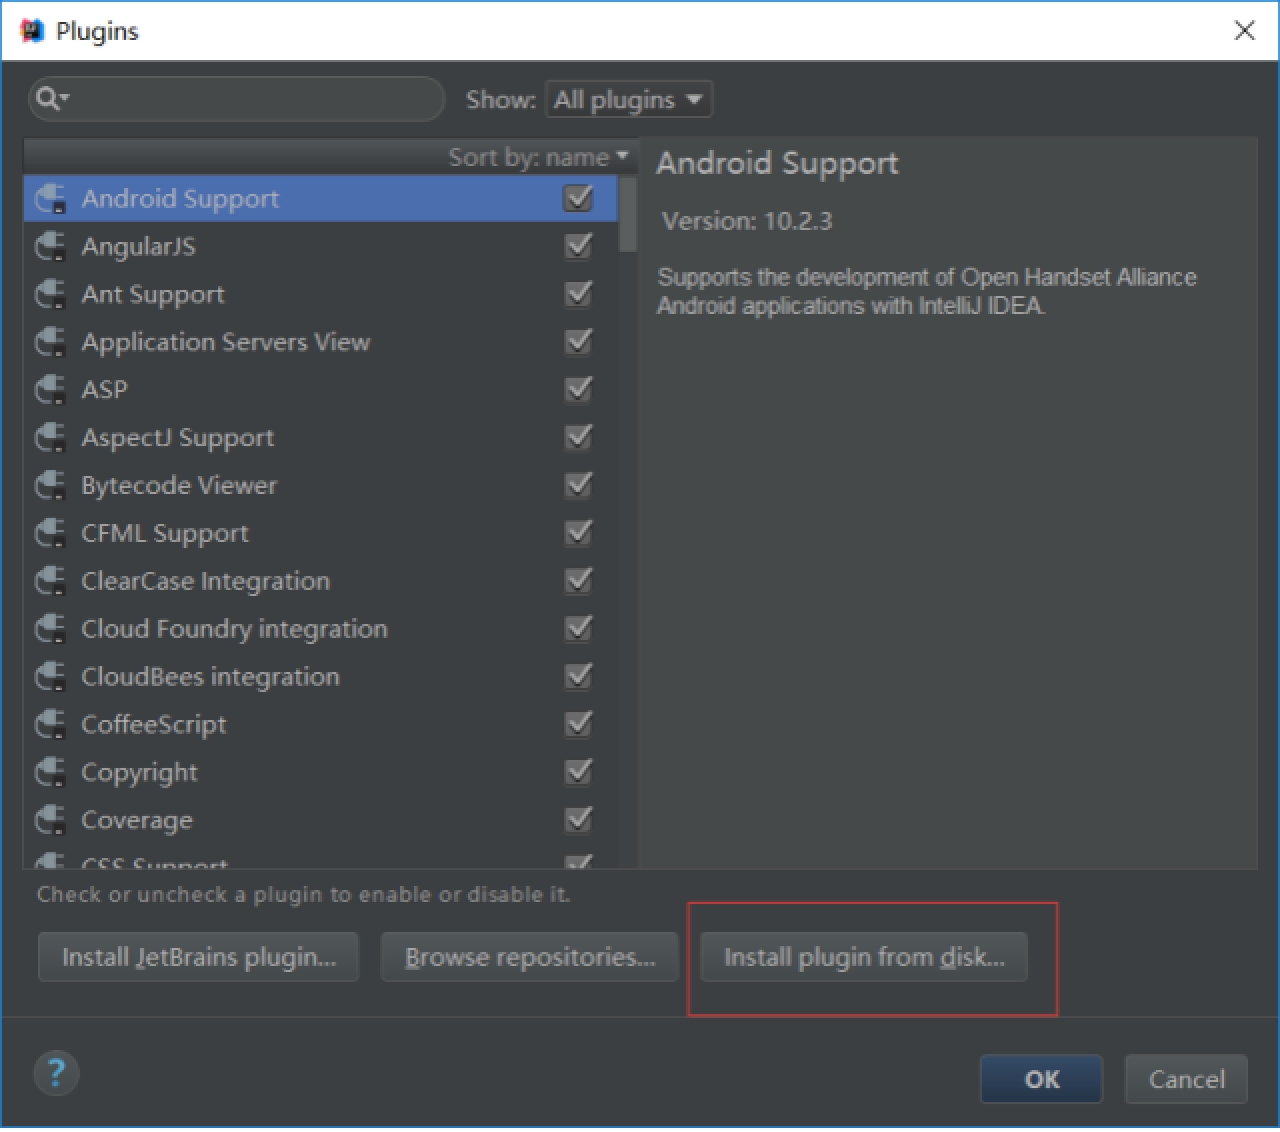 Plugins
Show: All plugins
Sort by: name
Android Support
AngularJS
Ant Support
Application Servers View
ASP
AspectJ Support
Bytecode Viewer
CFML Support
ClearCase Integration
Cloud Foundry integration
CloudBees integration
CoffeeScript
Copyright
Coverage
CSS Support
Android Support
Version: 10.2.3
Supports the development of Open Handset Alliance
Android applications with IntelliJ IDEA.
Check or uncheck a plugin to enable or disable it.
Install JetBrains plugin...
Browse repositories...
Install plugin from disk...
?
OK
Cancel